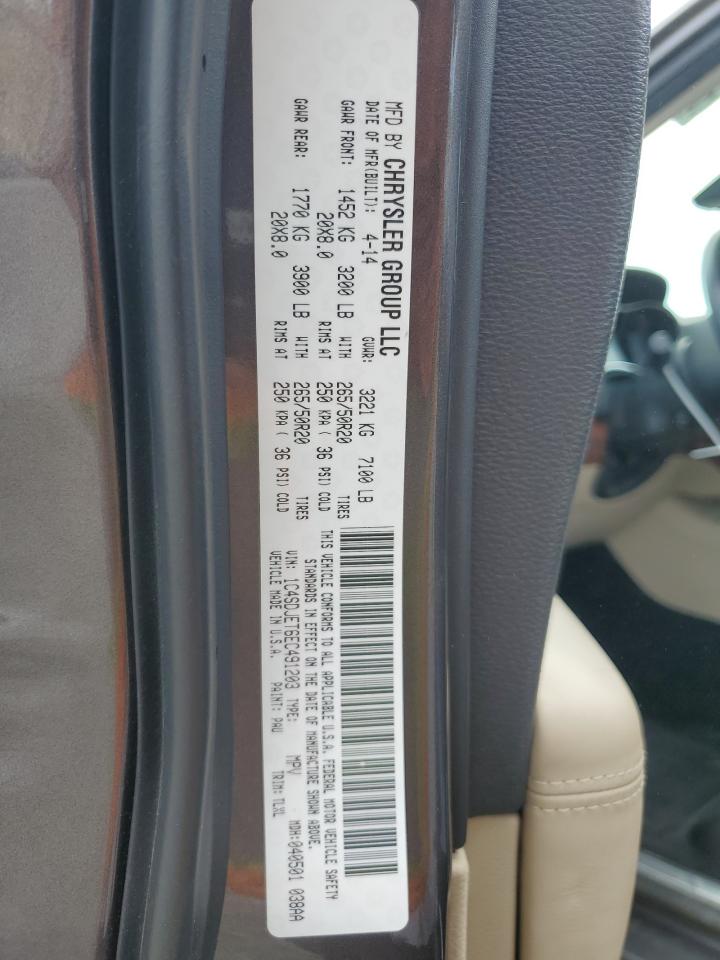 MFD BY CHRYSLER GROUP LLC
DATE OF MFR(BUILT): 4-14 GVWR: 3221 KG 7100 LB
GAWR FRONT: 1452 KG 3200 LB WITH 265/50R20 TIRES
20X8.0 RIMS AT 250 KPA ( 36 PSI) COLD
GAWR REAR: 1770 KG 3900 LB WITH 265/50R20 TIRES
20X8.0 RIMS AT 250 KPA ( 36 PSI) COLD
THIS VEHICLE CONFORMS TO ALL APPLICABLE U.S.A. FEDERAL MOTOR VEHICLE SAFETY
STANDARDS IN EFFECT ON THE DATE OF MANUFACTURE SHOWN ABOVE.
VIN: 1C4SDJET6EC491203 TYPE: MPV MDH:040501 038AA
VEHICLE MADE IN U.S.A. PAINT: PAU TRIM: TLXL